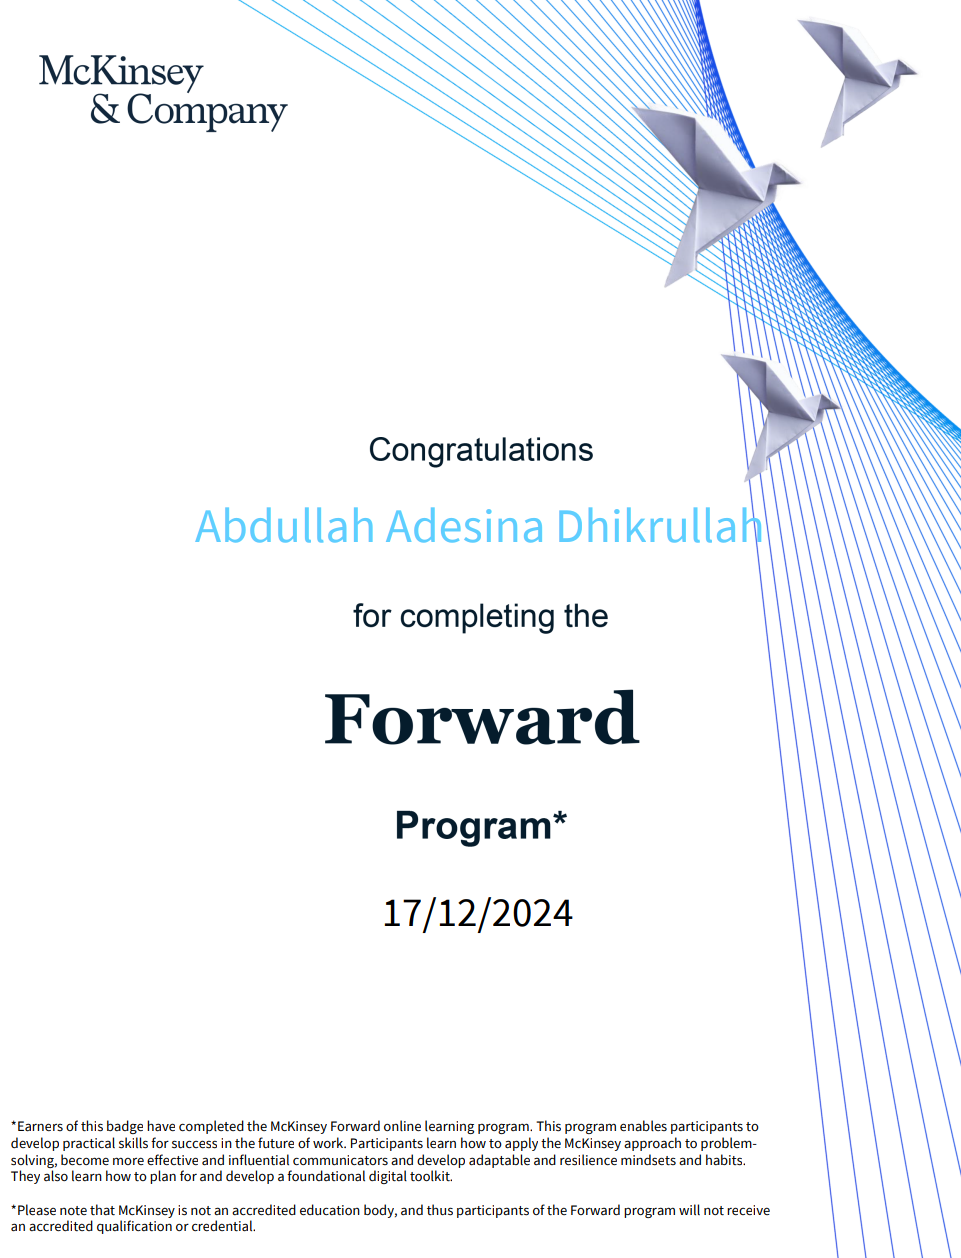 McKinsey
& Company
Congratulations
Abdullah Adesina Dhikrullah
for completing the
Forward
Program*
17/12/2024
*Earners of this badge have completed the McKinsey Forward online learning program. This program enables participants to
develop practical skills for success in the future of work. Participants learn how to apply the McKinsey approach to problem-
solving, become more effective and influential communicators and develop adaptable and resilience mindsets and habits.
They also learn how to plan for and develop a foundational digital toolkit.
*Please note that McKinsey is not an accredited education body, and thus participants of the Forward program will not receive
an accredited qualification or credential.